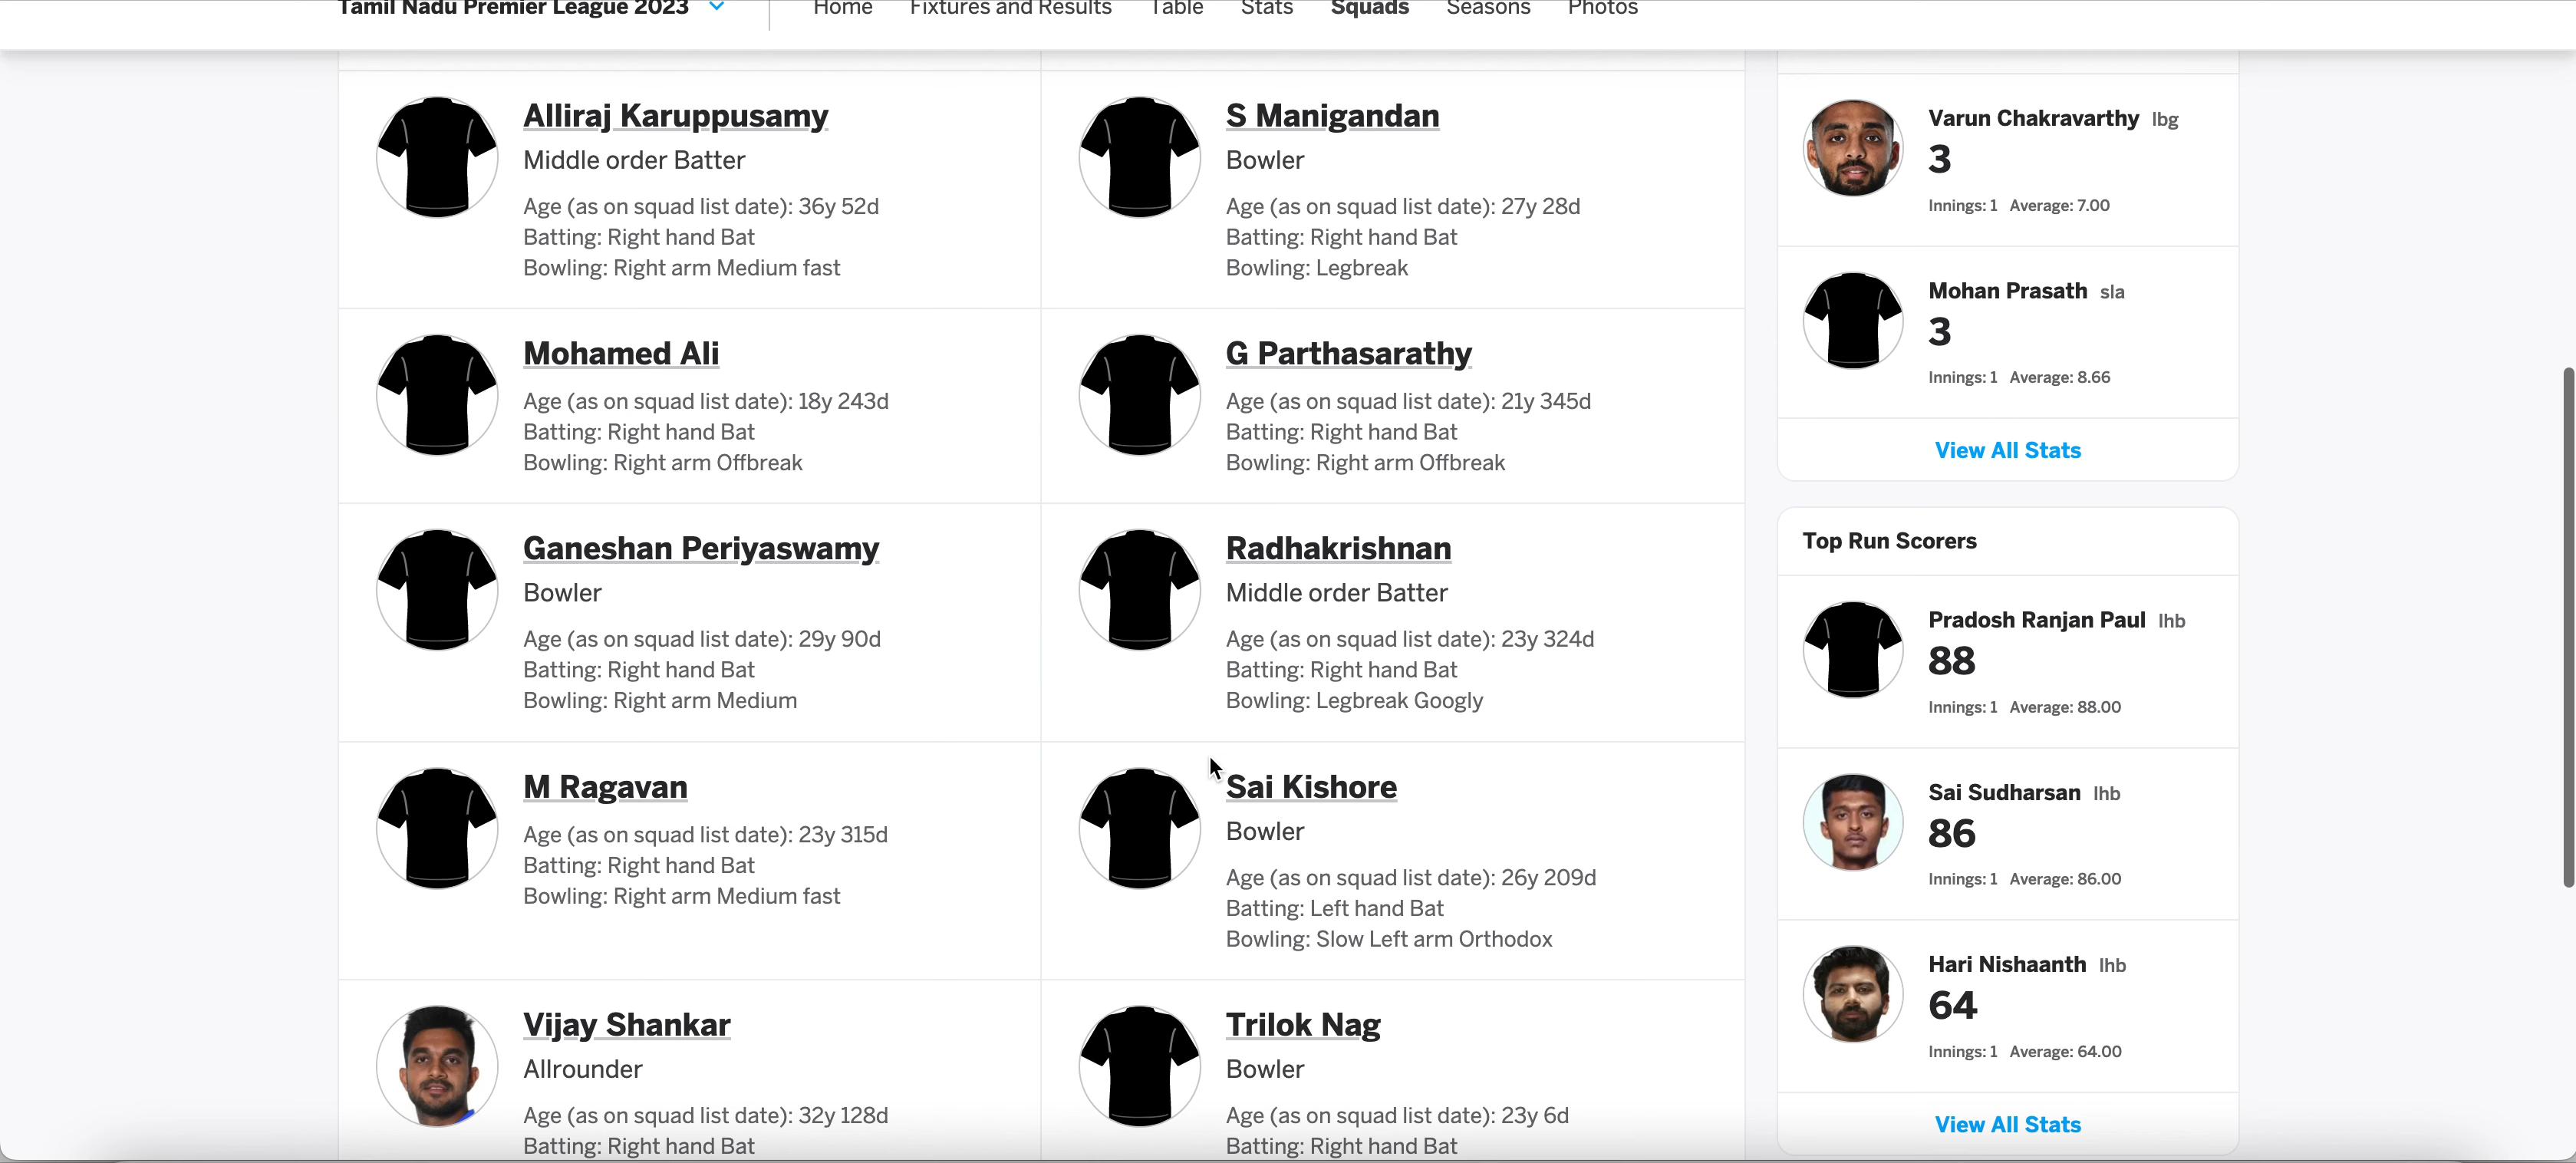 Tamil Nadu Premier League 2023
Home Fixtures and Results Table Stats Squads Seasons Photos
Alliraj Karuppusamy
Middle order Batter
Age (as on squad list date): 36y 52d
Batting: Right hand Bat
Bowling: Right arm Medium fast
S Manigandan
Bowler
Age (as on squad list date): 27y 28d
Batting: Right hand Bat
Bowling: Legbreak
Mohamed Ali
Age (as on squad list date): 18y 243d
Batting: Right hand Bat
Bowling: Right arm Offbreak
G Parthasarathy
Age (as on squad list date): 21y 345d
Batting: Right hand Bat
Bowling: Right arm Offbreak
Ganeshan Periyaswamy
Bowler
Age (as on squad list date): 29y 90d
Batting: Right hand Bat
Bowling: Right arm Medium
Radhakrishnan
Middle order Batter
Age (as on squad list date): 23y 324d
Batting: Right hand Bat
Bowling: Legbreak Googly
M Ragavan
Age (as on squad list date): 23y 315d
Batting: Right hand Bat
Bowling: Right arm Medium fast
Sai Kishore
Bowler
Age (as on squad list date): 26y 209d
Batting: Left hand Bat
Bowling: Slow Left arm Orthodox
Vijay Shankar
Allrounder
Age (as on squad list date): 32y 128d
Batting: Right hand Bat
Trilok Nag
Bowler
Age (as on squad list date): 23y 6d
Batting: Right hand Bat
Varun Chakravarthy lbg
3
Innings: 1 Average: 7.00
Mohan Prasath sla
3
Innings: 1 Average: 8.66
View All Stats
Top Run Scorers
Pradosh Ranjan Paul lhb
88
Innings: 1 Average: 88.00
Sai Sudharsan lhb
86
Innings: 1 Average: 86.00
Hari Nishaanth lhb
64
Innings: 1 Average: 64.00
View All Stats